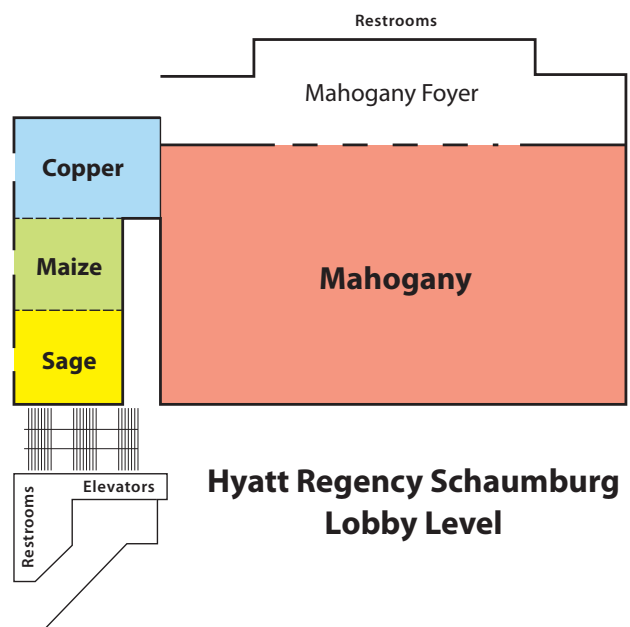 Restrooms
Mahogany Foyer
Copper
Maize
Mahogany
Sage
Elevators
Restrooms
Hyatt Regency Schaumburg
Lobby Level